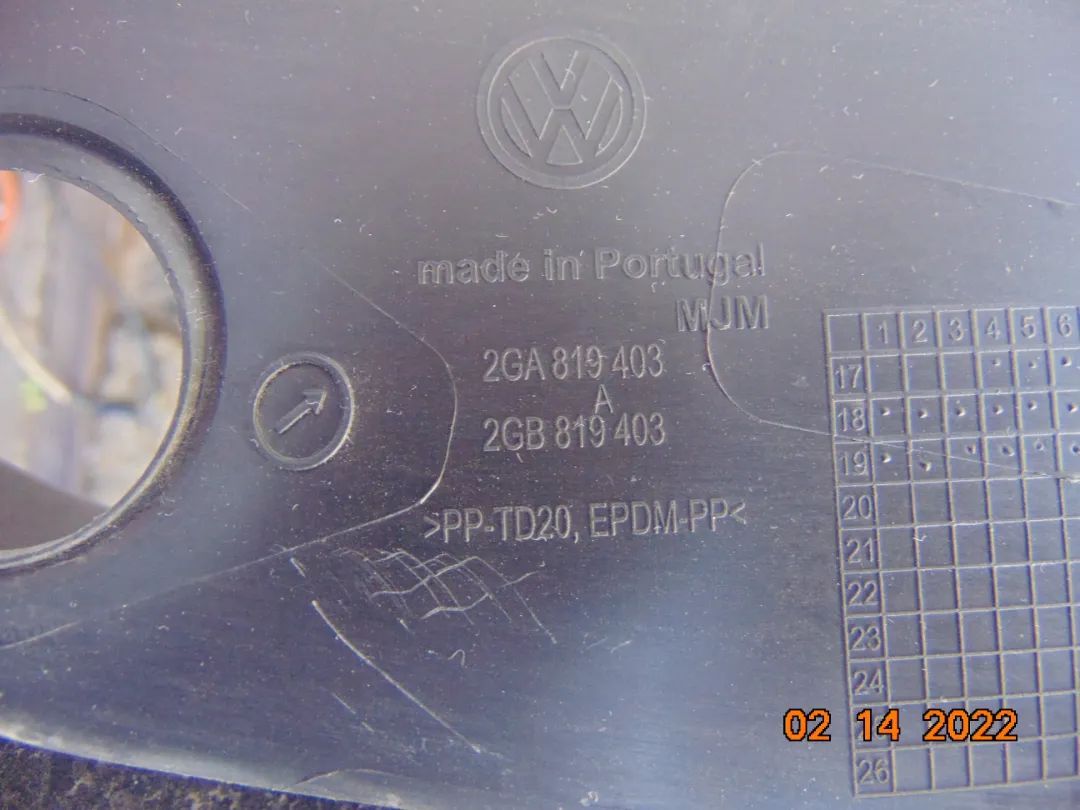 made in Portugal
MJM
2GA 819 403
A
2GB 819 403
>PP-TD20, EPDM-PP<
1 2 3 4 5 6
17
18
19
20
21
22
23
24
26
02 14 2022